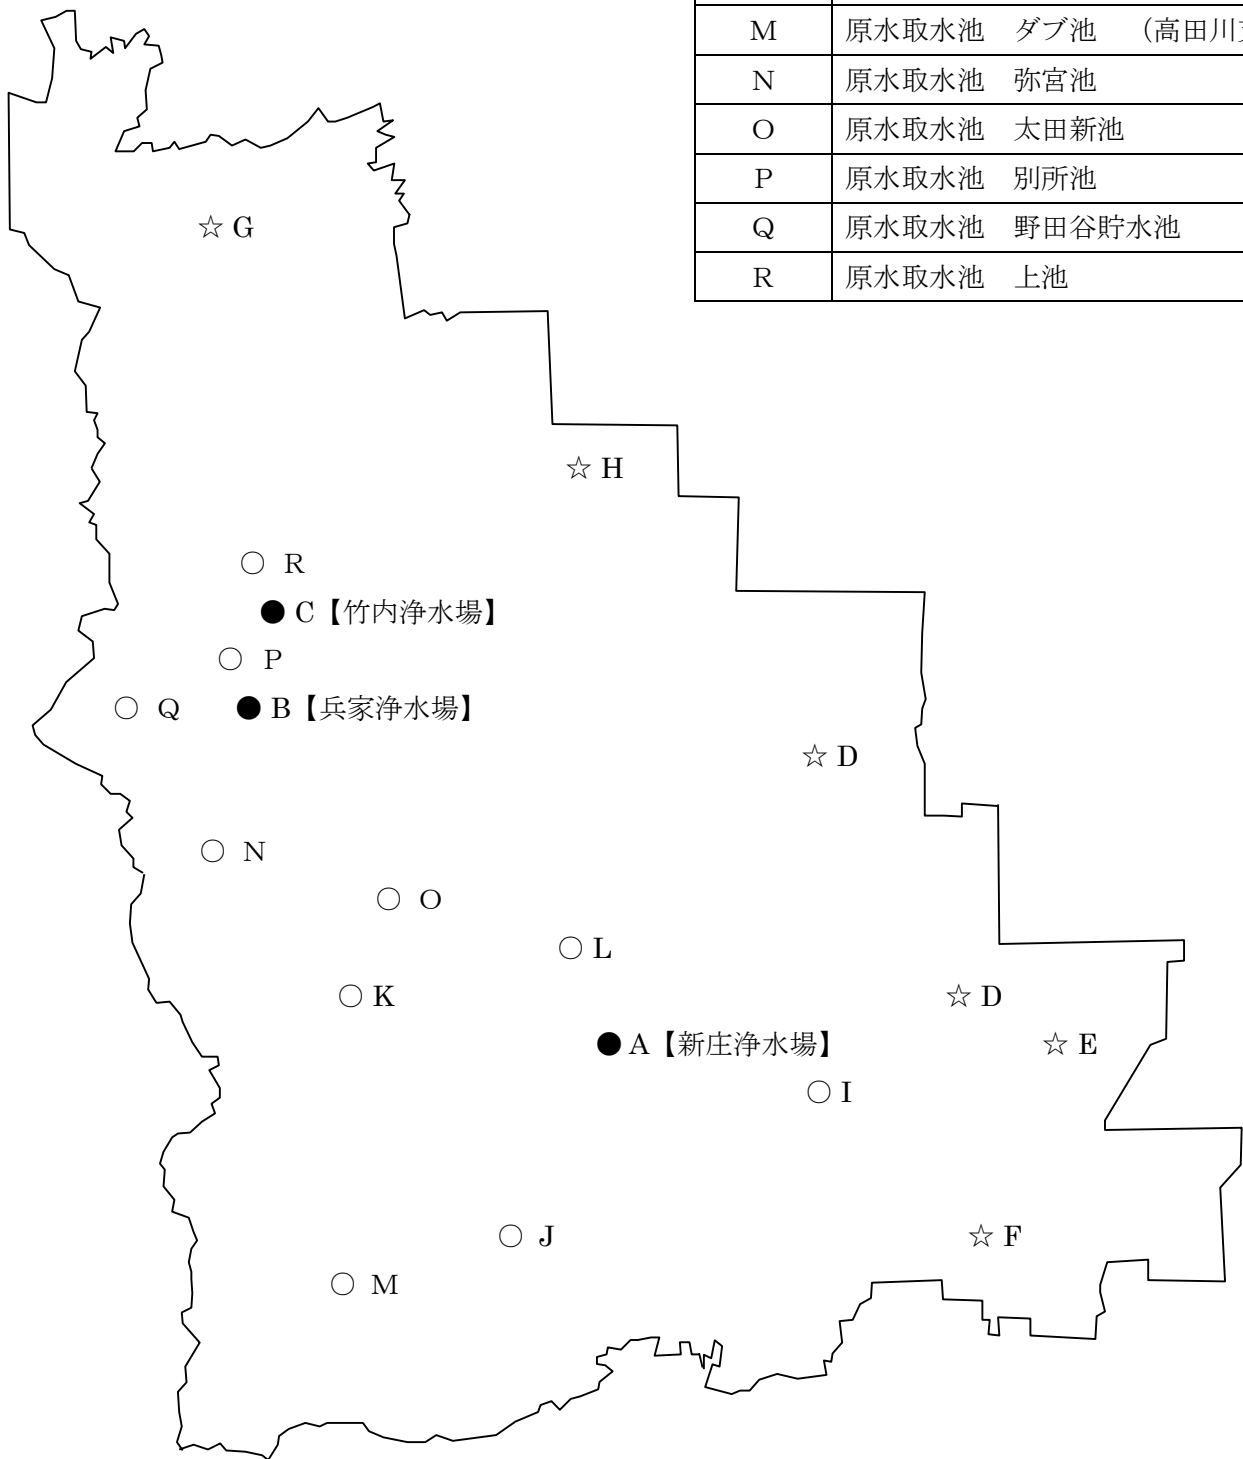 M 原水取水池 ダブ池 （高田川
N 原水取水池 弥宮池
O 原水取水池 太田新池
P 原水取水池 別所池
Q 原水取水池 野田谷貯水池
R 原水取水池 上池
☆ G
☆ H
○ R
● C【竹内浄水場】
○ P
○ Q
● B【兵家浄水場】
☆ D
○ N
○ O
○ L
○ K
☆ D
● A【新庄浄水場】
☆ E
○ I
○ J
☆ F
○ M